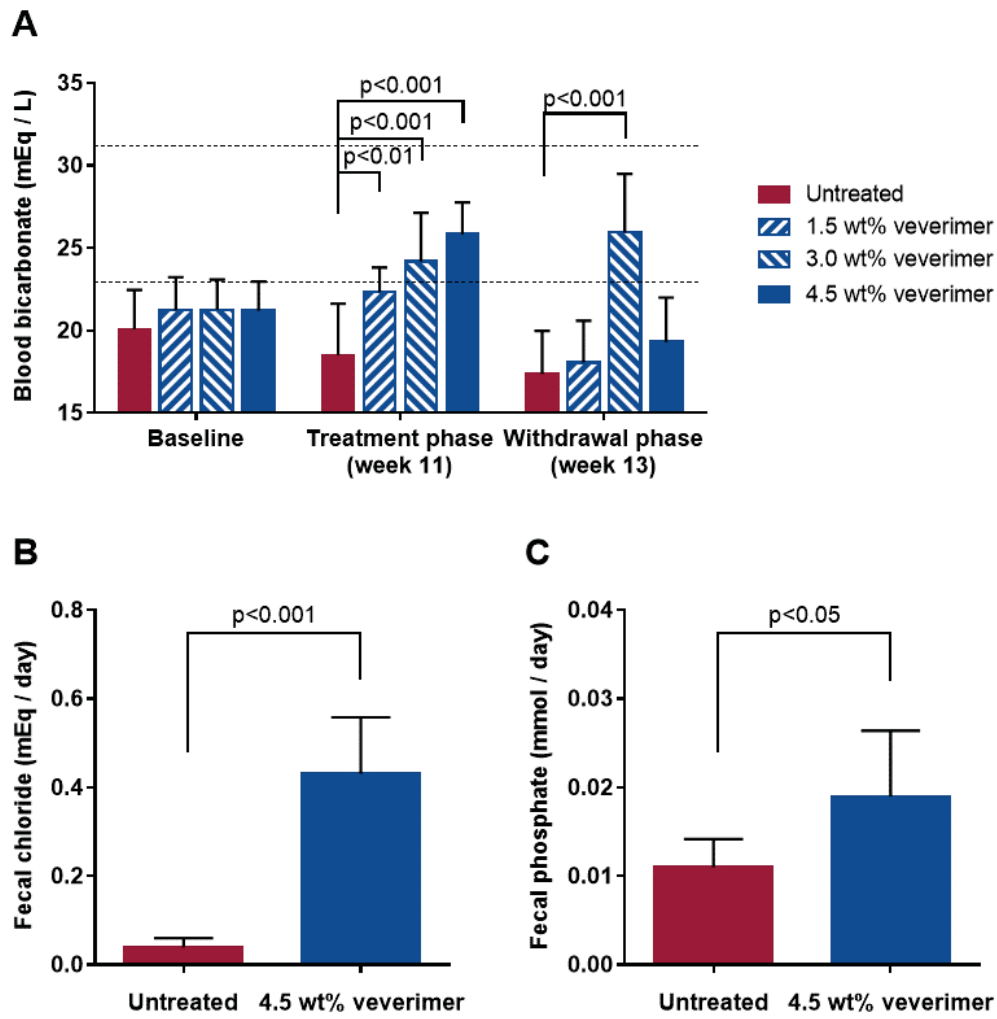 A
Blood bicarbonate (mEq / L)
35
30
25
20
15
p<0.001
p<0.001
p<0.01
p<0.001
Baseline
Treatment phase
(week 11)
Withdrawal phase
(week 13)
Untreated
1.5 wt% veverimer
3.0 wt% veverimer
4.5 wt% veverimer
B
Fecal chloride (mEq / day)
0.8
0.6
0.4
0.2
0.0
p<0.001
Untreated
4.5 wt% veverimer
C
Fecal phosphate (mmol / day)
0.04
0.03
0.02
0.01
0.00
p<0.05
Untreated
4.5 wt% veverimer